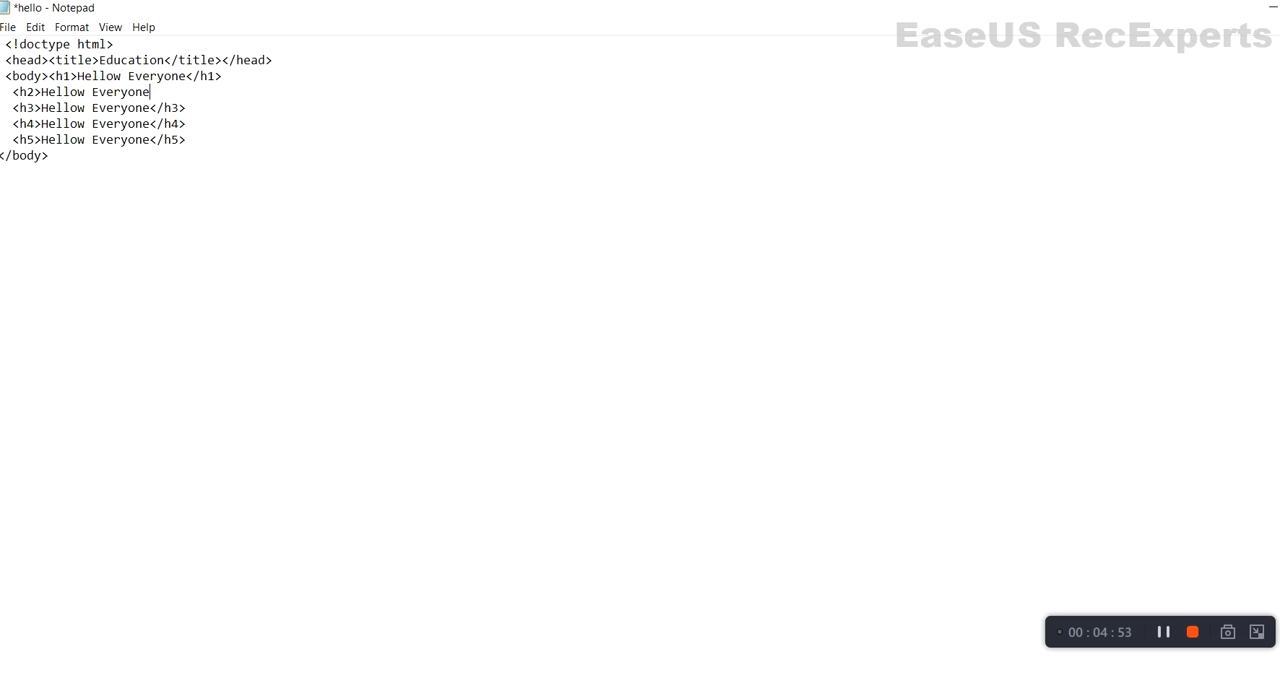 *hello - Notepad
File Edit Format View Help
EaseUS RecExperts
<!doctype html>
<head><title>Education</title></head>
<body><h1>Hellow Everyone</h1>
<h2>Hellow Everyone
<h3>Hellow Everyone</h3>
<h4>Hellow Everyone</h4>
<h5>Hellow Everyone</h5>
</body>
00 : 04 : 53